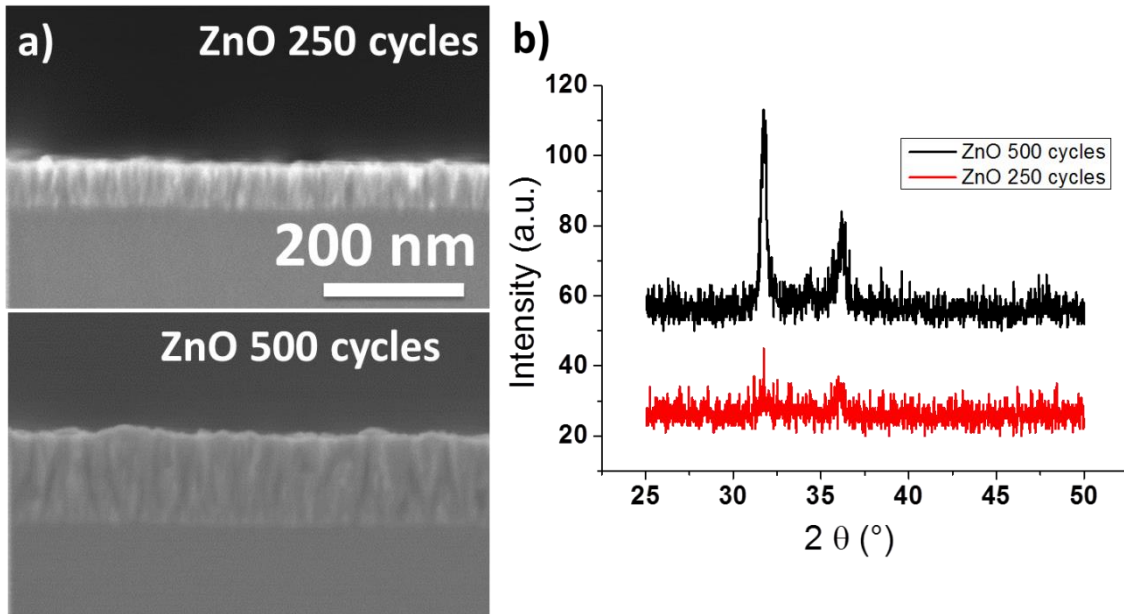 a)
ZnO 250 cycles
200 nm
ZnO 500 cycles
b)
Intensity (a.u.)
120
100
80
60
40
20
ZnO 500 cycles
ZnO 250 cycles
25
30
35
40
45
50
2 θ (°)